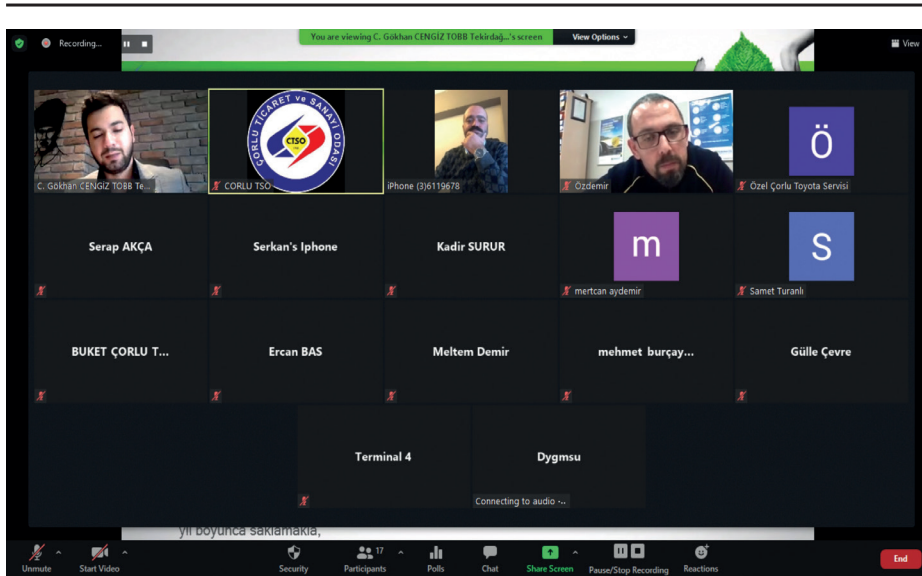 Recording...
You are viewing C. Gökhan CENGİZ TOBB Tekirdağ...'s screen
View Options
View
C. Gökhan CENGİZ TOBB Te...
ÇORLU TİCARET ve SANAYİ ODASI
CTSO
CORLU TSO
iPhone (3)6119678
Özdemir
Ö
Özel Çorlu Toyota Servisi
Serap AKÇA
Serkan's Iphone
Kadir SURUR
m
mertcan aydemir
S
Samet Turanlı
BUKET ÇORLU T...
Ercan BAS
Meltem Demir
mehmet burçay...
Gülle Çevre
Terminal 4
Dygmsu
Connecting to audio -..
yıl boyunca saklamakla,
Unmute
Start Video
Security
Participants
17
Polls
Chat
Share Screen
Pause/Stop Recording
Reactions
End